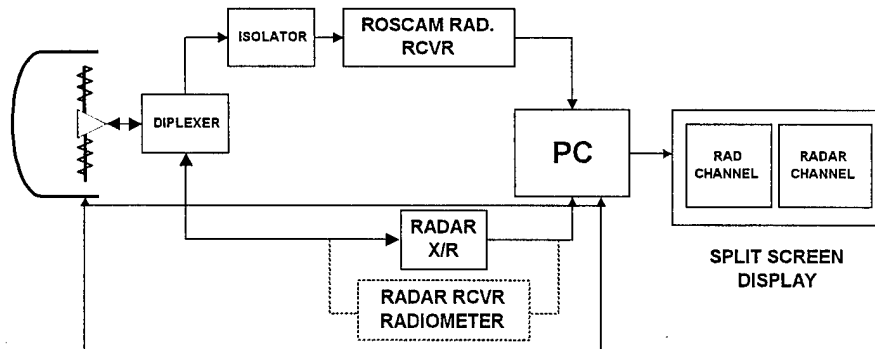 ISOLATOR
ROSCAM RAD.
RCVR
DIPLEXER
PC
RAD
CHANNEL
RADAR
CHANNEL
RADAR
X/R
SPLIT SCREEN
DISPLAY
RADAR RCVR
RADIOMETER